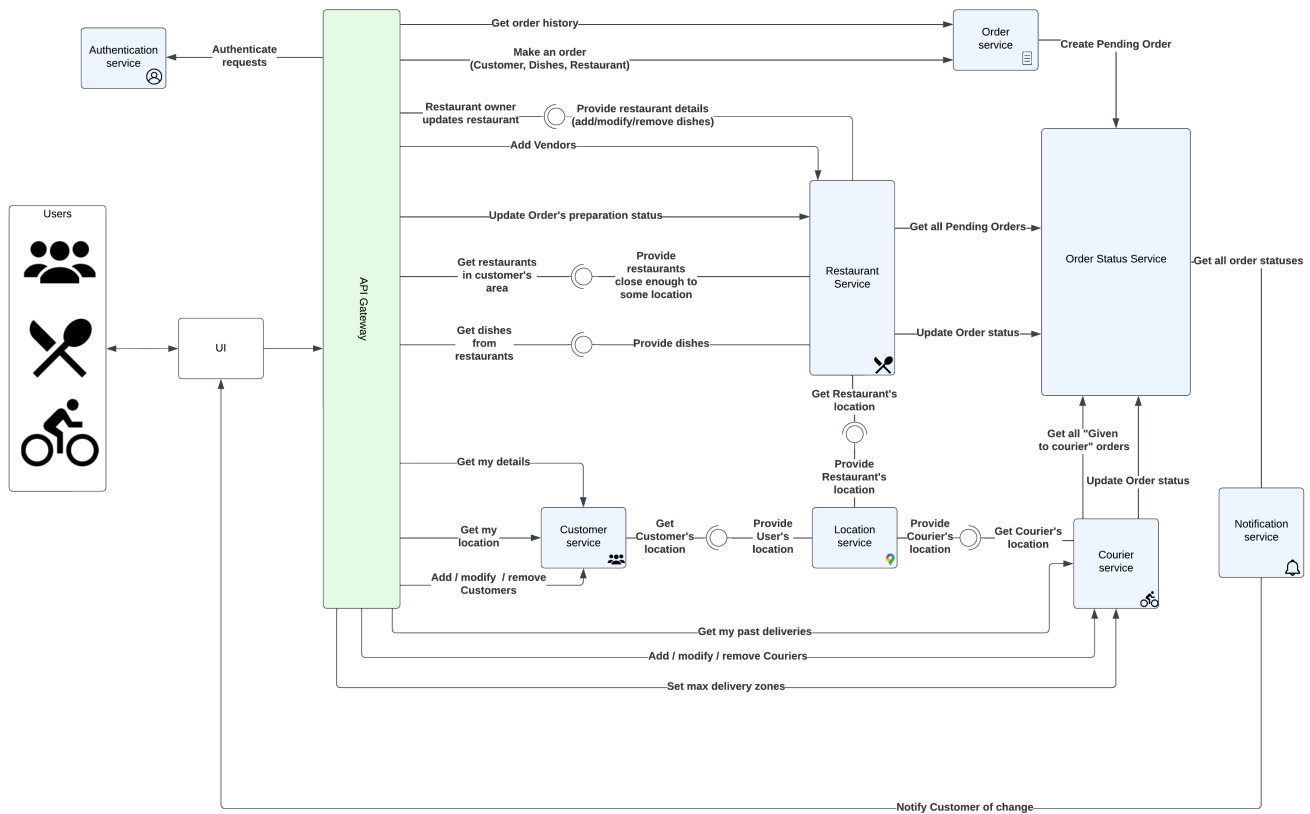 Get order history
Order
service
Authentication
service
Authenticate
requests
Make an order
(Customer, Dishes, Restaurant)
Create Pending Order
Restaurant owner
updates restaurant
Provide restaurant details
(add/modify/remove dishes)
Add Vendors
Users
Update Order's preparation status
Get all Pending Orders
Get restaurants
in customer's
area
Provide
restaurants
close enough to
some location
Restaurant
Service
Order Status Service
Get all order statuses
API Gateway
UI
Get dishes
from
restaurants
Provide dishes
Update Order status
Get Restaurant's
location
Get all "Given
to courier" orders
Get my details
Provide
Restaurant's
location
Update Order status
Get my
location
Customer
service
Get
Customer's
location
Provide
User's
location
Location
service
Provide
Courier's
location
Get Courier's
location
Courier
service
Notification
service
Add / modify / remove
Customers
Get my past deliveries
Add / modify / remove Couriers
Set max delivery zones
Notify Customer of change